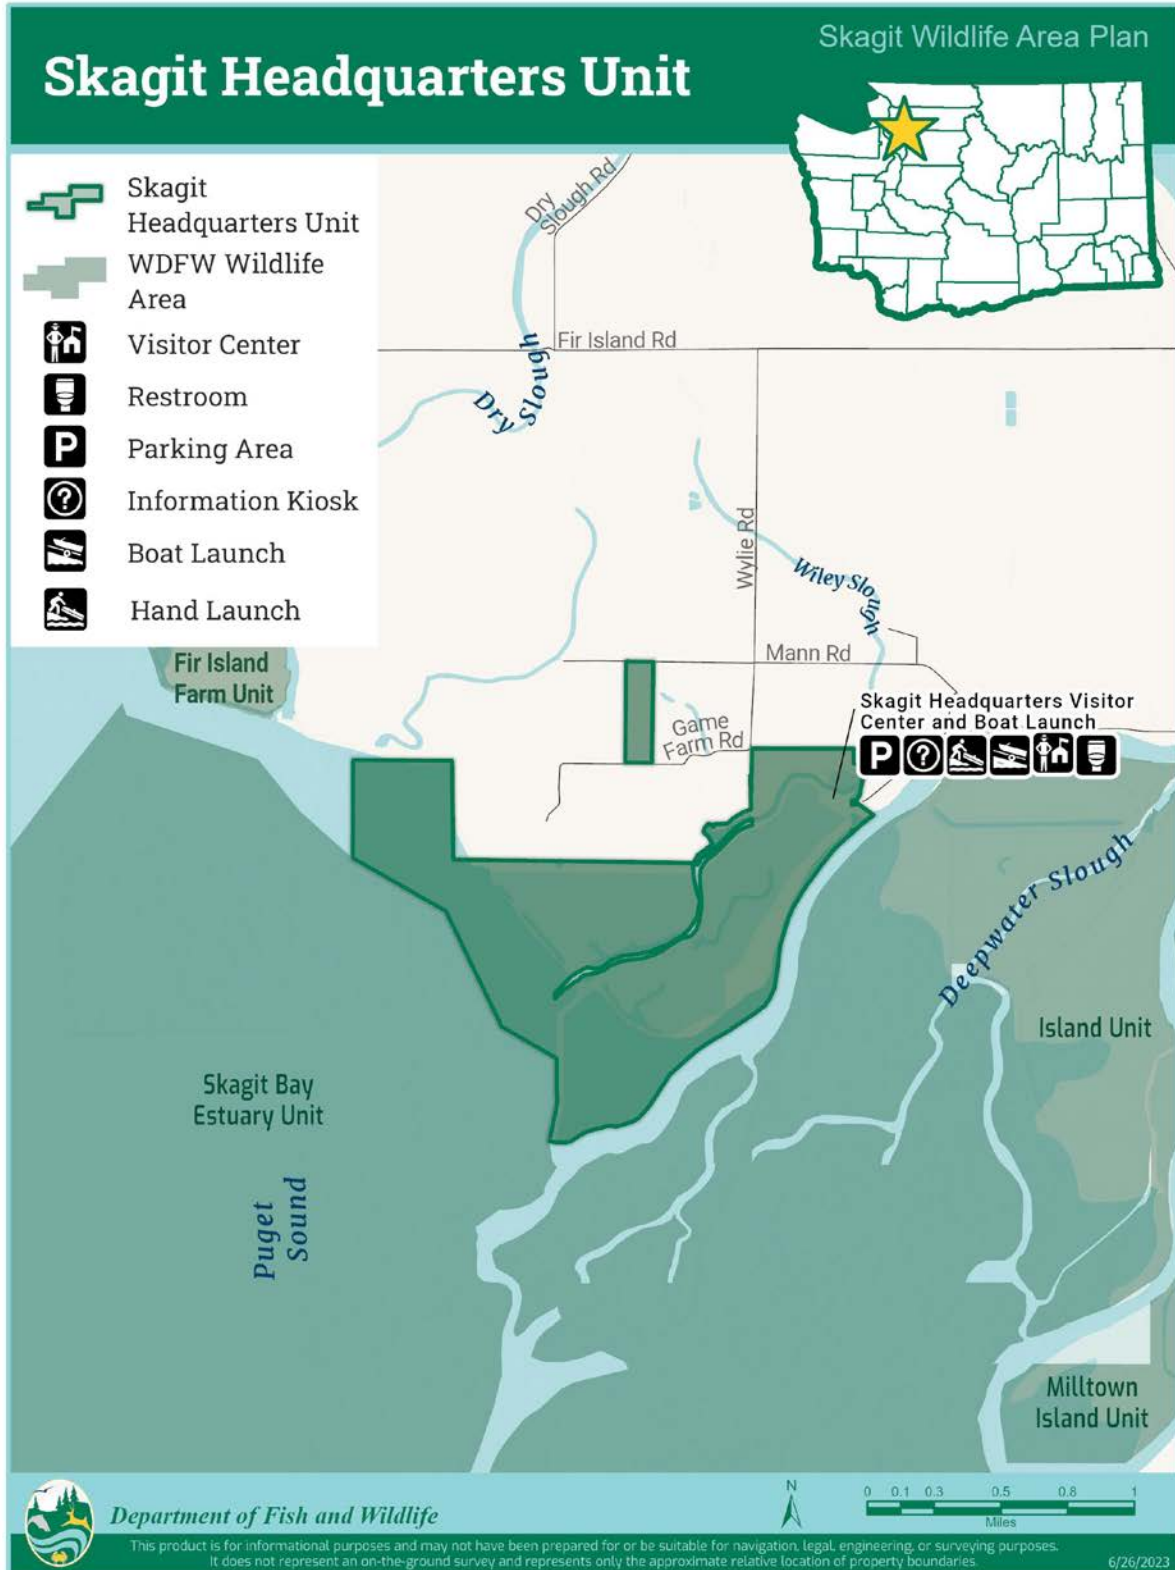 Skagit Wildlife Area Plan
Skagit Headquarters Unit
Skagit
Headquarters Unit
WDFW Wildlife
Area
Visitor Center
Restroom
P
Parking Area
?
Information Kiosk
Boat Launch
Hand Launch
Dry
Slough Rd
Fir Island Rd
Dry
Slough
Wylie Rd
Wiley Slough
Mann Rd
Fir Island
Farm Unit
Game
Farm Rd
Skagit Headquarters Visitor
Center and Boat Launch
P
?
Deepwater Slough
Island Unit
Skagit Bay
Estuary Unit
Puget
Sound
Milltown
Island Unit
Department of Fish and Wildlife
N
0 0.1 0.3 0.5 0.8 1
Miles
This product is for informational purposes and may not have been prepared for or be suitable for navigation, legal, engineering, or surveying purposes.
It does not represent an on-the-ground survey and represents only the approximate relative location of property boundaries.
6/26/2023